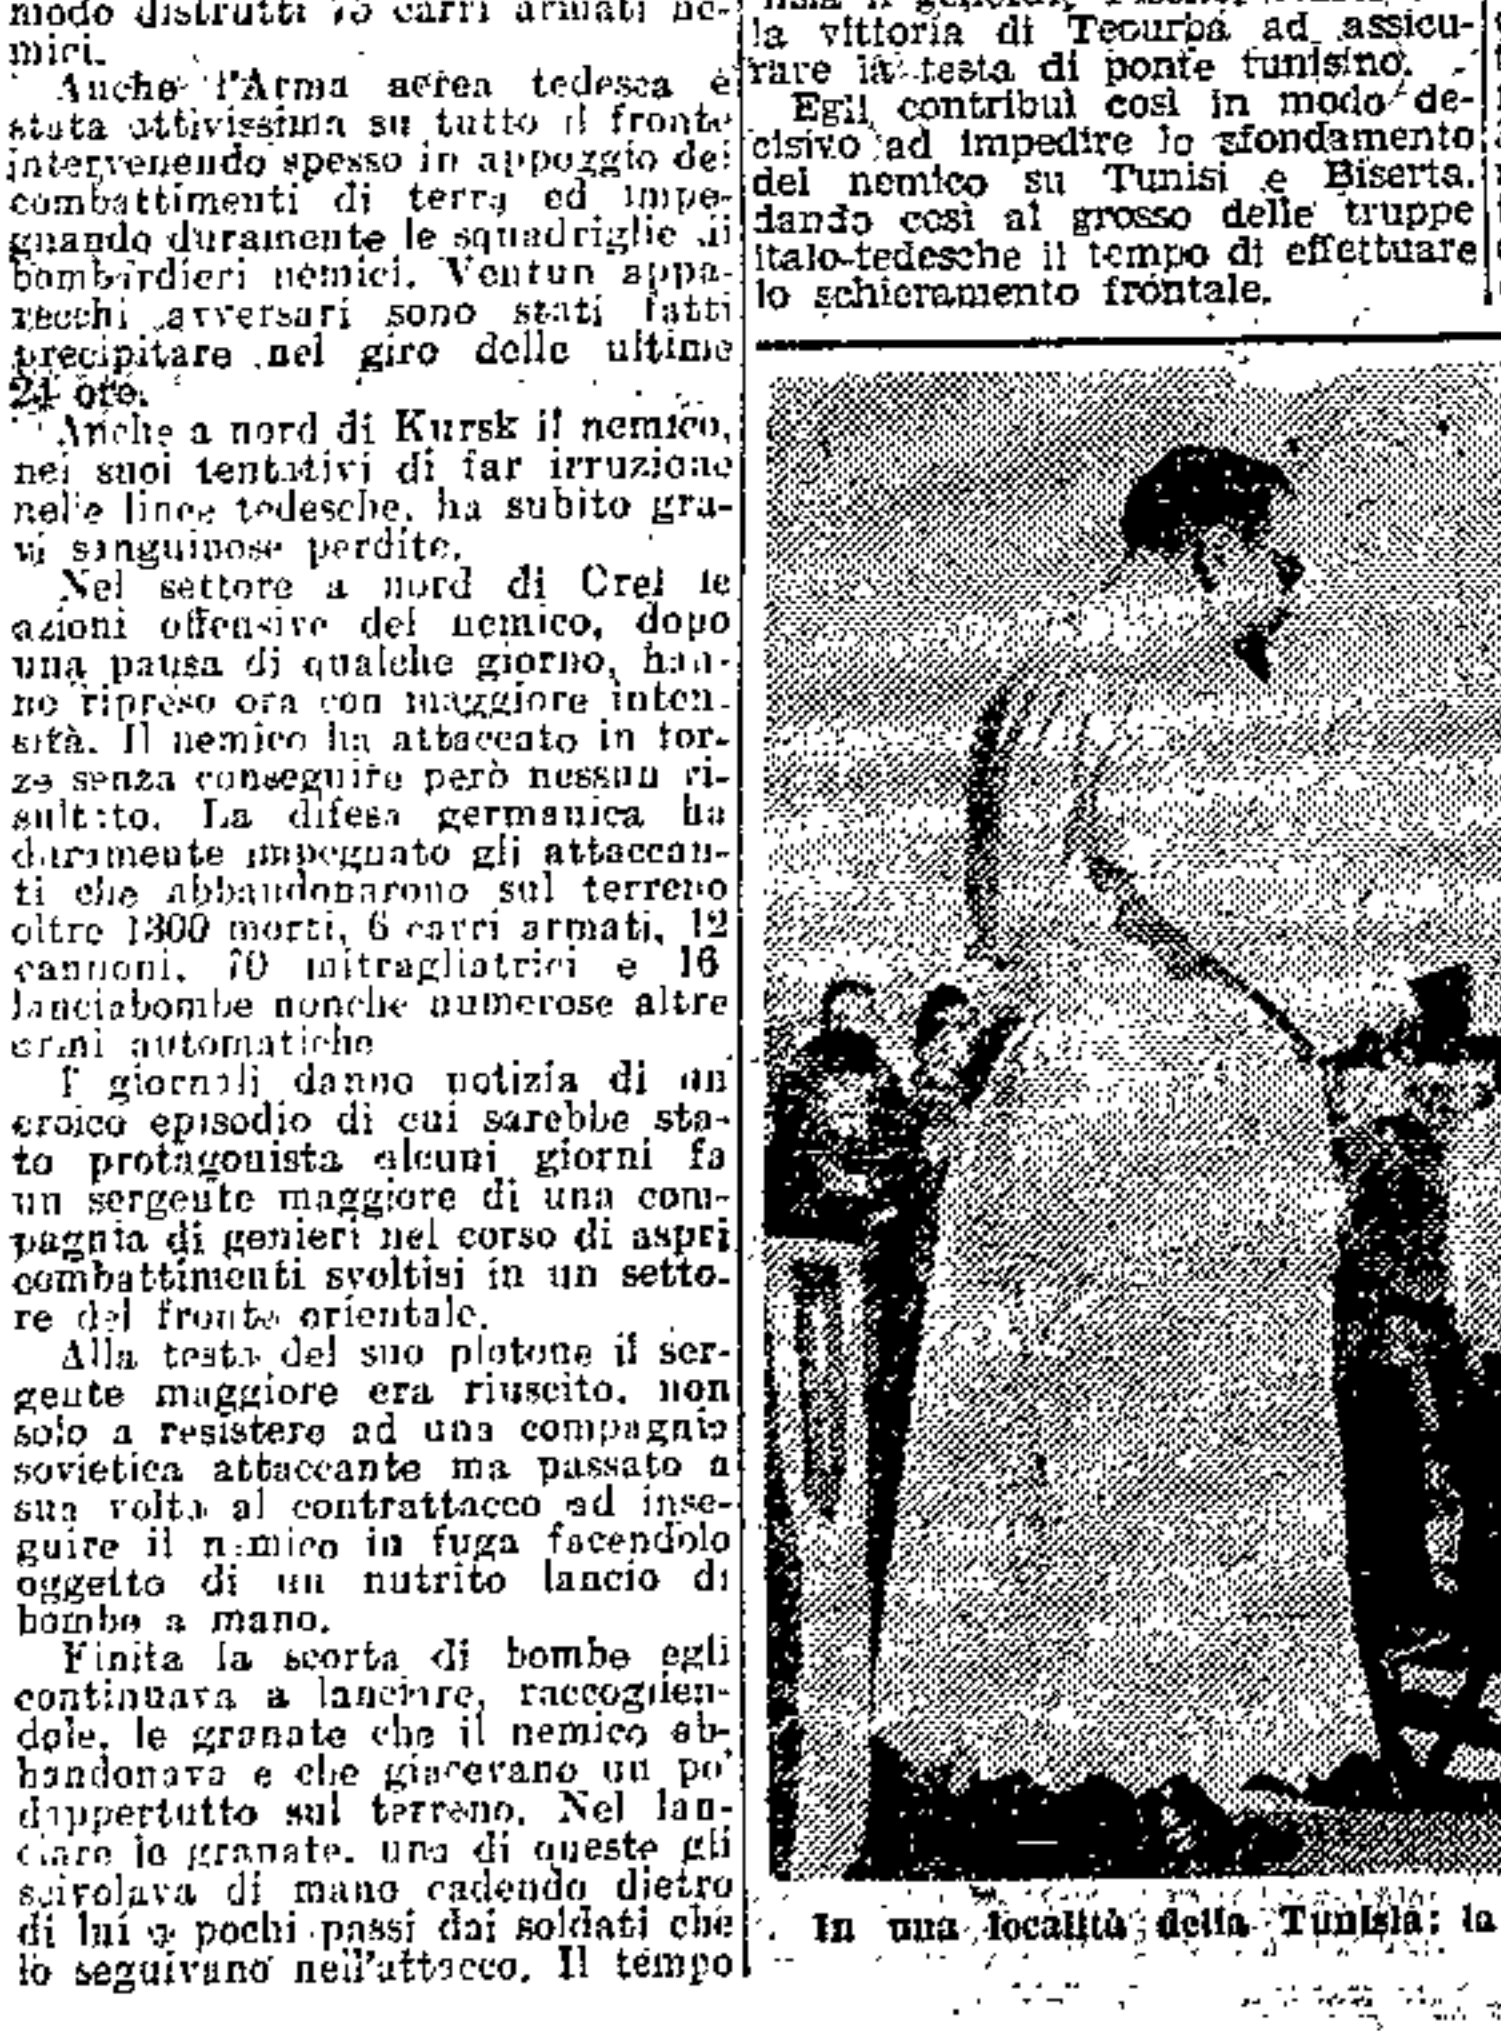 modo distrutti 75 carri armati ne-
mici.
Anche l'Arma aerea tedesca è
stata attivissima su tutto il fronte
intervenendo spesso in appoggio dei
combattimenti di terra ed impe-
gnando duramente le squadriglie di
bombardieri nemici. Ventun appa-
recchi avversari sono stati fatti
precipitare nel giro delle ultime
24 ore.
Anche a nord di Kursk il nemico,
nei suoi tentativi di far irruzione
nelle linee tedesche, ha subito gra-
vi sanguinose perdite.
Nel settore a nord di Orel le
azioni offensive del nemico, dopo
una pausa di qualche giorno, han-
no ripreso ora con maggiore inten-
sità. Il nemico ha attaccato in for-
ze senza conseguire però nessun ri-
sultato. La difesa germanica ha
duramente impegnato gli attaccan-
ti che abbandonarono sul terreno
oltre 1300 morti, 6 carri armati, 12
cannoni, 70 mitragliatrici e 16
lanciabombe nonche numerose altre
armi automatiche
I giornali danno notizia di un
eroico episodio di cui sarebbe sta-
to protagonista alcuni giorni fa
un sergente maggiore di una com-
pagnia di genieri nel corso di aspri
combattimenti svoltisi in un setto-
re del fronte orientale.
Alla testa del suo plotone il ser-
gente maggiore era riuscito, non
solo a resistere ad una compagnia
sovietica attaccante ma passato a
sua volta al contrattacco ad inse-
guire il nemico in fuga facendolo
oggetto di un nutrito lancio di
bombe a mano.
Finita la scorta di bombe egli
continuava a lanciare, raccoglien-
dole, le granate che il nemico ab-
bandonava e che giacevano un po'
dappertutto sul terreno. Nel lan-
ciare le granate, una di queste gli
scivolava di mano cadendo dietro
di lui a pochi passi dai soldati che
lo seguivano nell'attacco. Il tempo
la vittoria di Teourba ad assicu-
rare la testa di ponte tunisino.
Egli contribuì così in modo de-
cisivo ad impedire lo sfondamento
del nemico su Tunisi e Biserta,
dando così al grosso delle truppe
italo-tedesche il tempo di effettuare
lo schieramento frontale.
In una località della Tunisia: la